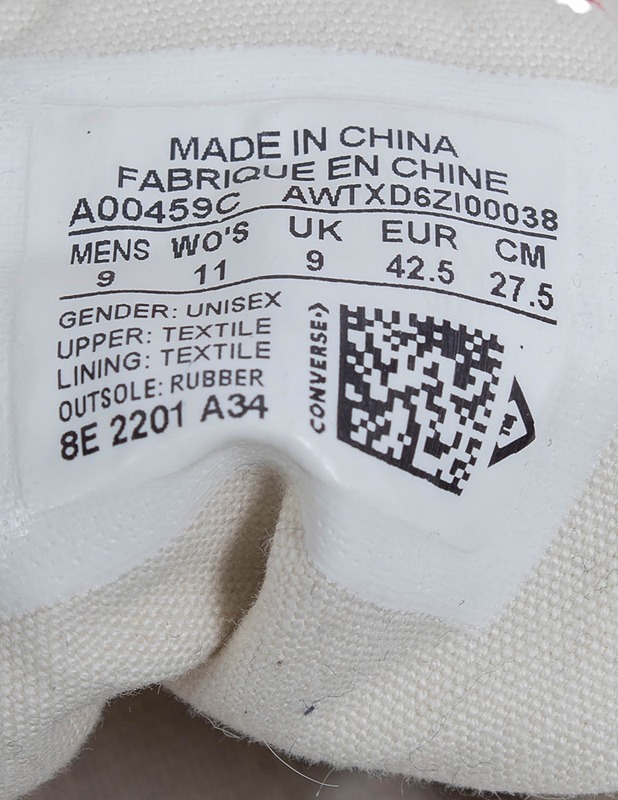 MADE IN CHINA
FABRIQUE EN CHINE
A00459C AWTXD6ZI00038
MENS WO'S UK EUR CM
9 11 9 42.5 27.5
GENDER: UNISEX
UPPER: TEXTILE
LINING: TEXTILE
OUTSOLE: RUBBER
8E 2201 A34
CONVERSE